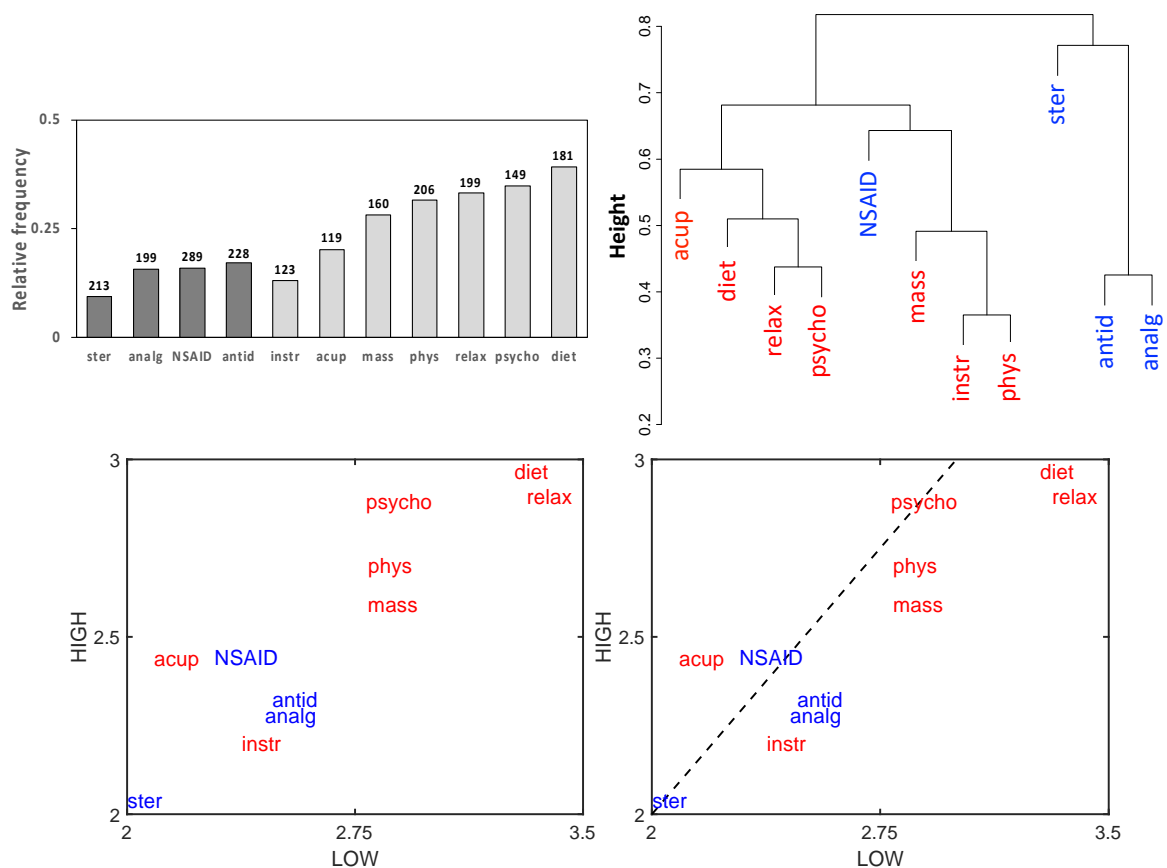 Relative frequency
0.5
0.25
0
213
199
289
228
123
119
160
206
199
149
181
ster analg NSAID antid instr acup mass phys relax psycho diet
Height
0.8
0.7
0.6
0.5
0.4
0.3
0.2
ster
acup
NSAID
diet
mass
relax
psycho
instr
phys
antid
analg
HIGH
3
2.5
2
diet
relax
psycho
phys
mass
acup
NSAID
antid
analg
instr
ster
2 2.75 3.5
LOW
HIGH
3
2.5
2
diet
relax
psycho
phys
mass
acup
NSAID
antid
analg
instr
ster
2 2.75 3.5
LOW